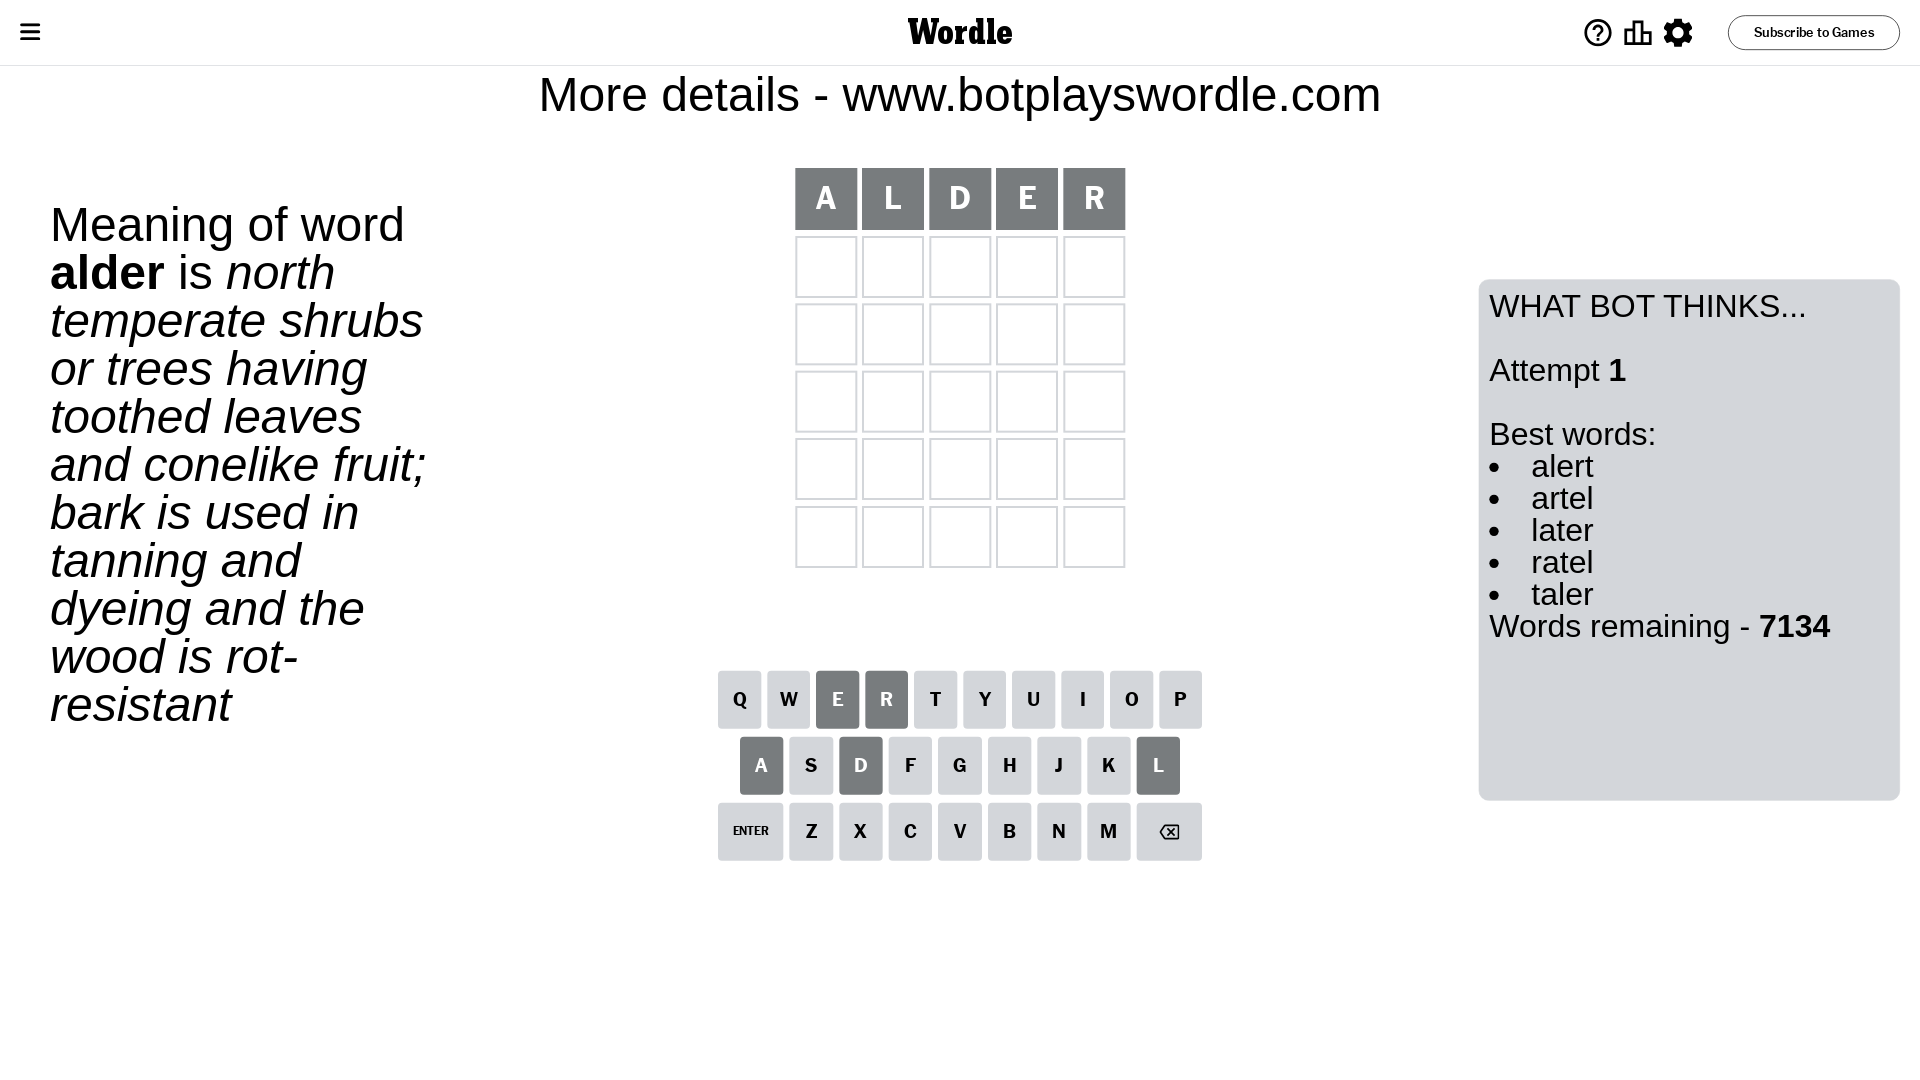 Wordle
Subscribe to Games
More details - www.botplayswordle.com
Meaning of word
alder is north
temperate shrubs
or trees having
toothed leaves
and conelike fruit;
bark is used in
tanning and
dyeing and the
wood is rot-
resistant
A L D E R
WHAT BOT THINKS...
Attempt 1
Best words:
• alert
• artel
• later
• ratel
• taler
Words remaining - 7134
Q W E R T Y U I O P
A S D F G H J K L
ENTER Z X C V B N M